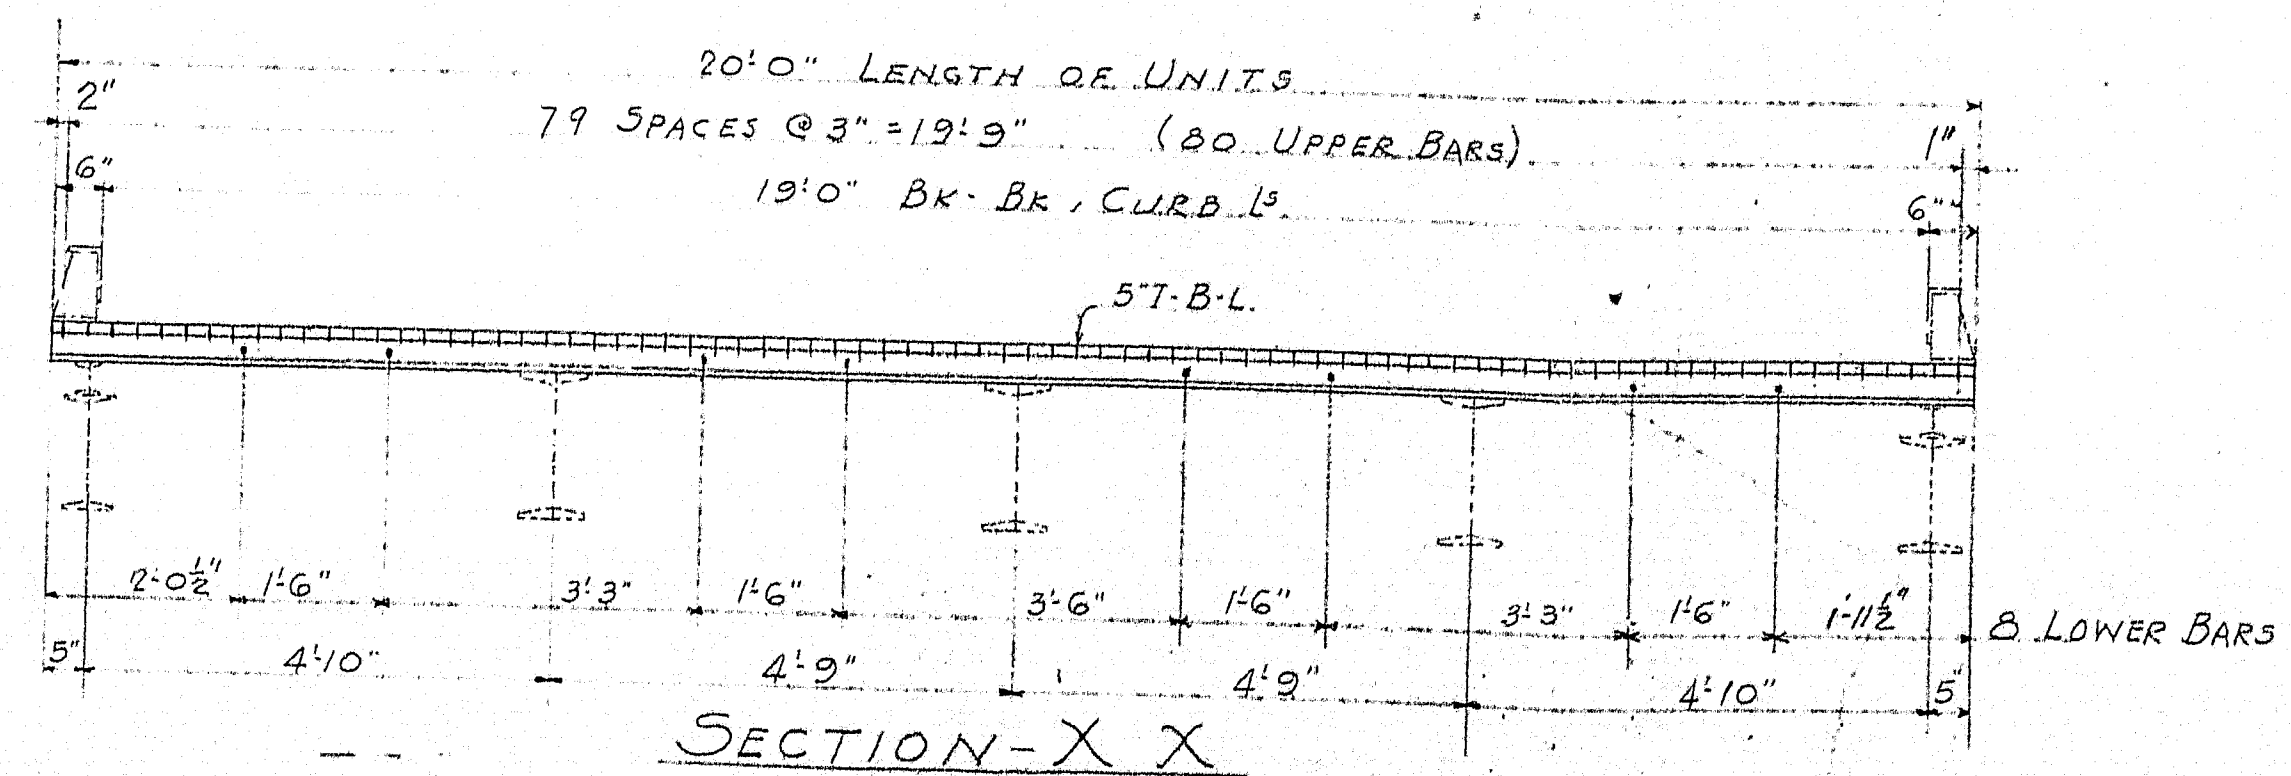 20'-0" LENGTH OF UNITS
2"
79 SPACES @ 3" = 19'-9" (80 UPPER BARS)
1"
6"
19'-0" BK-BK, CURB Ls
6"
5" T-B-L.
2'-0½" 1'-6" 3'-3" 1'-6" 3'-6" 1'-6" 3'-3" 1'-6" 1'-11½" 8 LOWER BARS
5" 4'-10" 4'-9" 4'-9" 4'-10" 5"
SECTION-X X